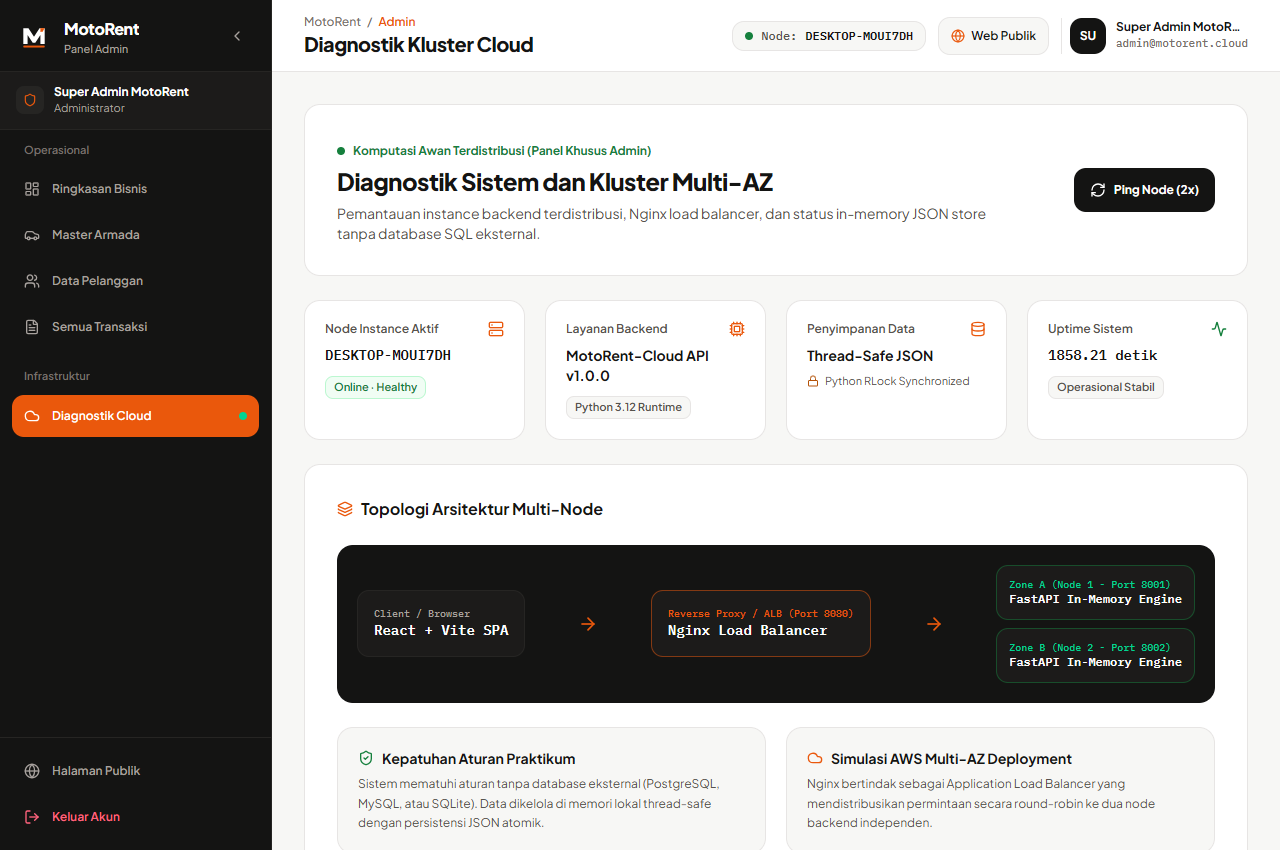 MotoRent
Panel Admin
Super Admin MotoRent
Administrator
Operasional
Ringkasan Bisnis
Master Armada
Data Pelanggan
Semua Transaksi
Infrastruktur
Diagnostik Cloud
Halaman Publik
Keluar Akun
MotoRent / Admin
Diagnostik Kluster Cloud
Node: DESKTOP-MOUI7DH
Web Publik
SU
Super Admin MotoR...
admin@motorent.cloud
Komputasi Awan Terdistribusi (Panel Khusus Admin)
Diagnostik Sistem dan Kluster Multi-AZ
Pemantauan instance backend terdistribusi, Nginx load balancer, dan status in-memory JSON store
tanpa database SQL eksternal.
Ping Node (2x)
Node Instance Aktif
DESKTOP-MOUI7DH
Online · Healthy
Layanan Backend
MotoRent-Cloud API
v1.0.0
Python 3.12 Runtime
Penyimpanan Data
Thread-Safe JSON
Python RLock Synchronized
Uptime Sistem
1858.21 detik
Operasional Stabil
Topologi Arsitektur Multi-Node
Client / Browser
React + Vite SPA
Reverse Proxy / ALB (Port 8080)
Nginx Load Balancer
Zone A (Node 1 - Port 8001)
FastAPI In-Memory Engine
Zone B (Node 2 - Port 8002)
FastAPI In-Memory Engine
Kepatuhan Aturan Praktikum
Sistem mematuhi aturan tanpa database eksternal (PostgreSQL,
MySQL, atau SQLite). Data dikelola di memori lokal thread-safe
dengan persistensi JSON atomik.
Simulasi AWS Multi-AZ Deployment
Nginx bertindak sebagai Application Load Balancer yang
mendistribusikan permintaan secara round-robin ke dua node
backend independen.